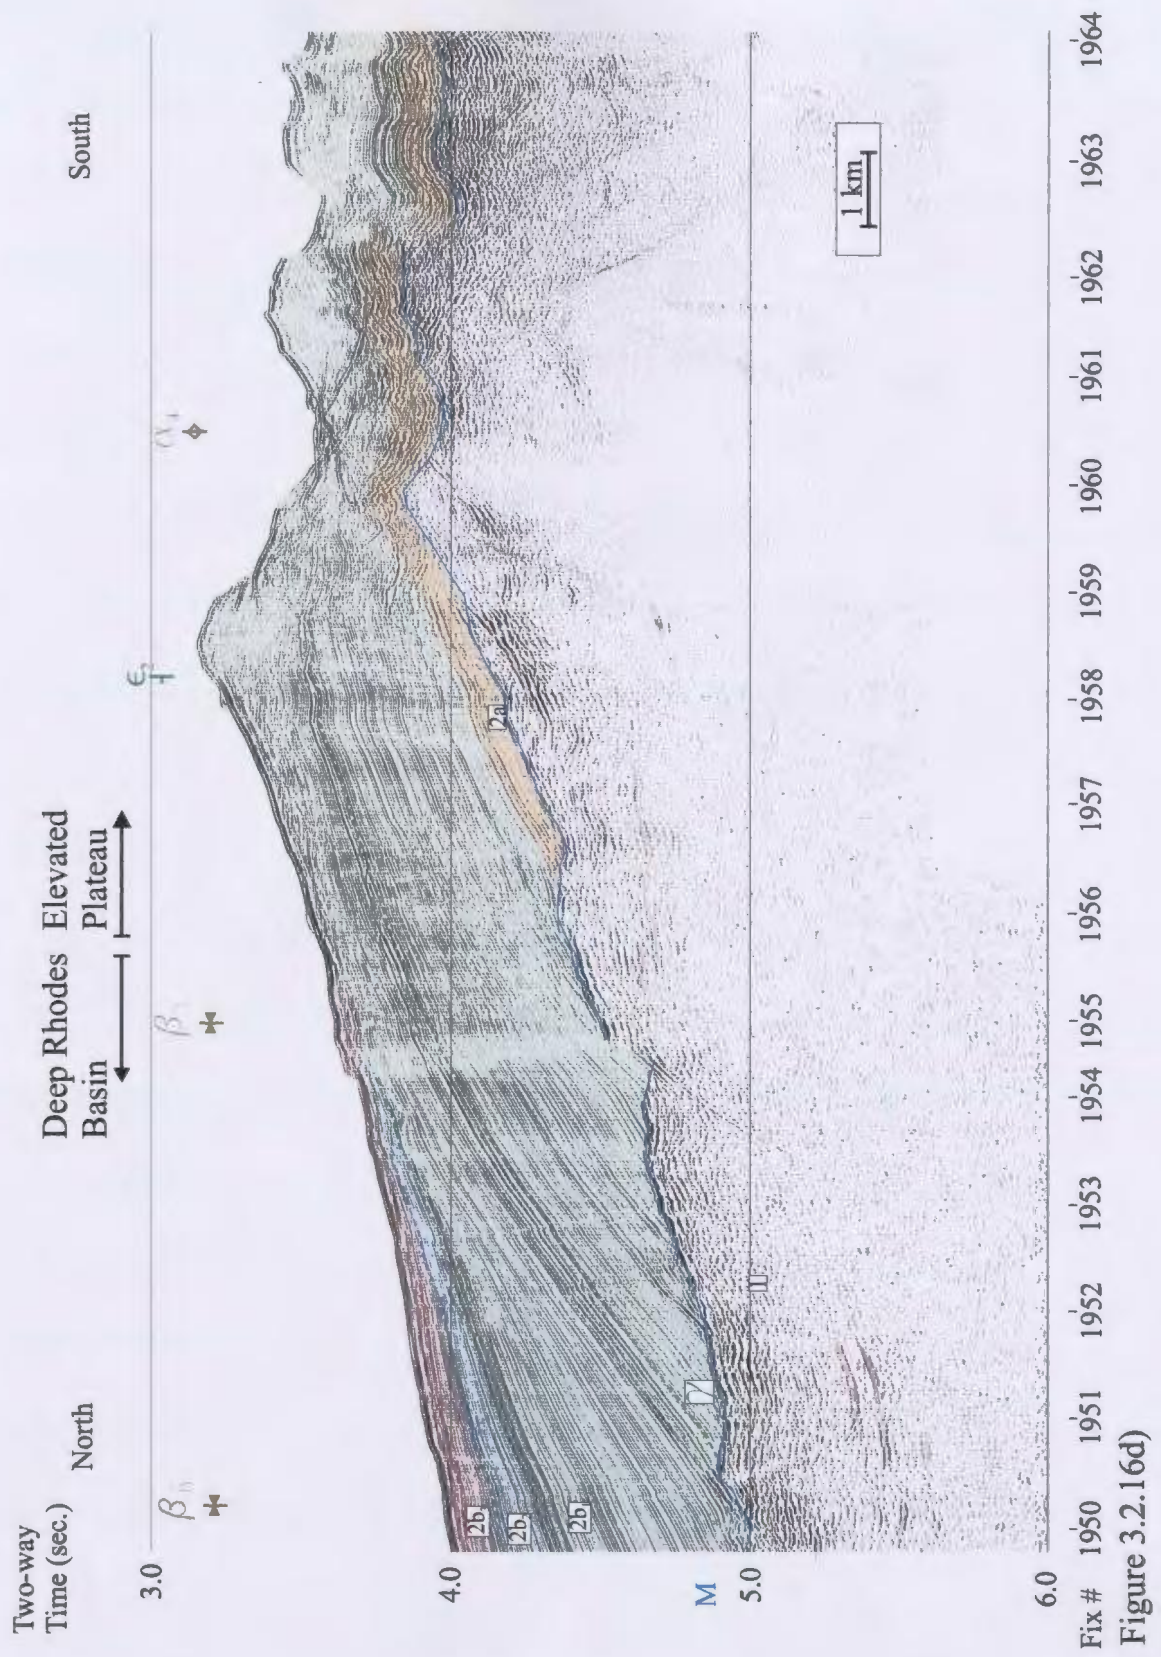 Two-way
Time (sec.)
North
South
Deep Rhodes
Basin
Elevated
Plateau
β
β
ϵ
α
3.0
4.0
M
5.0
6.0
2b
2b
2b
2a
1
γ
1 km
Fix # 1950 1951 1952 1953 1954 1955 1956 1957 1958 1959 1960 1961 1962 1963 1964
Figure 3.2.16d)